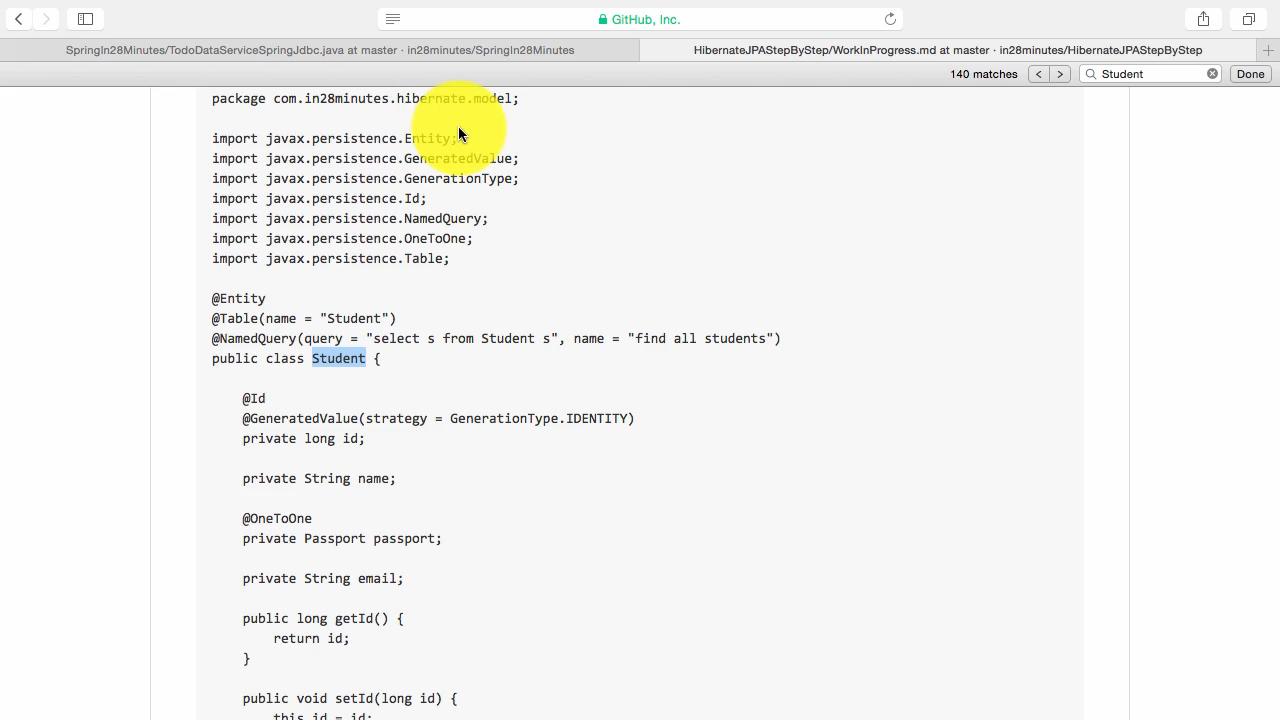 GitHub, Inc.
SpringIn28Minutes/TodoDataServiceSpringJdbc.java at master · in28minutes/SpringIn28Minutes
HibernateJPAStepByStep/WorkInProgress.md at master · in28minutes/HibernateJPAStepByStep
140 matches
Student
Done
package com.in28minutes.hibernate.model;
import javax.persistence.Entity;
import javax.persistence.GeneratedValue;
import javax.persistence.GenerationType;
import javax.persistence.Id;
import javax.persistence.NamedQuery;
import javax.persistence.OneToOne;
import javax.persistence.Table;
@Entity
@Table(name = "Student")
@NamedQuery(query = "select s from Student s", name = "find all students")
public class Student {
@Id
@GeneratedValue(strategy = GenerationType.IDENTITY)
private long id;
private String name;
@OneToOne
private Passport passport;
private String email;
public long getId() {
return id;
}
public void setId(long id) {
this.id = id;